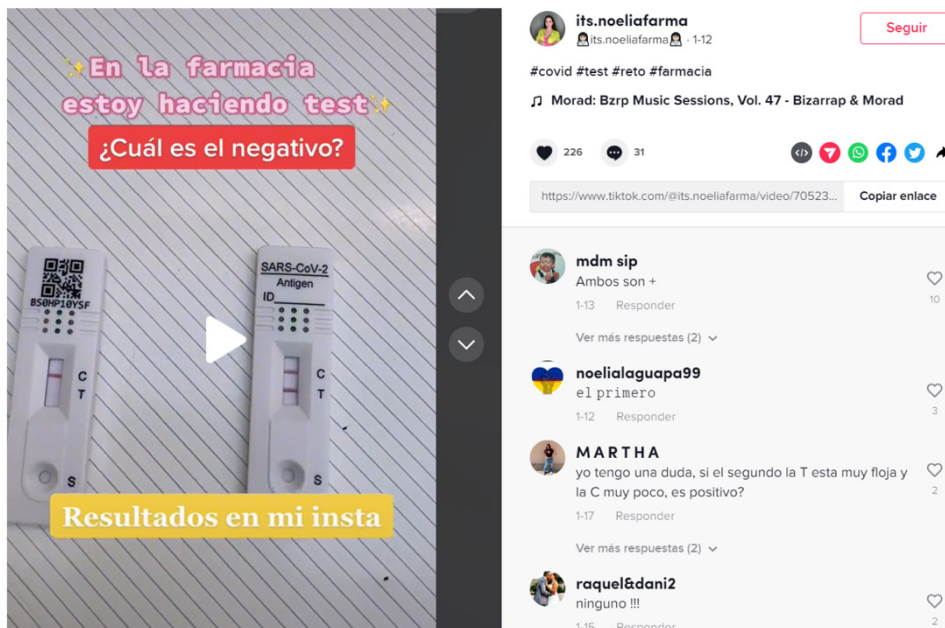 ✨En la farmacia
estoy haciendo test✨
¿Cuál es el negativo?
BS0HP10YSF
C
T
S
SARS-CoV-2
Antigen
ID
C
T
S
Resultados en mi insta
its.noeliafarma
its.noeliafarma · 1-12
Seguir
#covid #test #reto #farmacia
♫ Morad: Bzrp Music Sessions, Vol. 47 - Bizarrap & Morad
226
31
https://www.tiktok.com/@its.noeliafarma/video/70523...
Copiar enlace
mdm sip
Ambos son +
1-13 Responder
10
Ver más respuestas (2)
noelialaguapa99
el primero
1-12 Responder
3
M A R T H A
yo tengo una duda, si el segundo la T esta muy floja y
la C muy poco, es positivo?
2
1-17 Responder
Ver más respuestas (2)
raquel&dani2
ninguno !!!
1-15 Responder
2